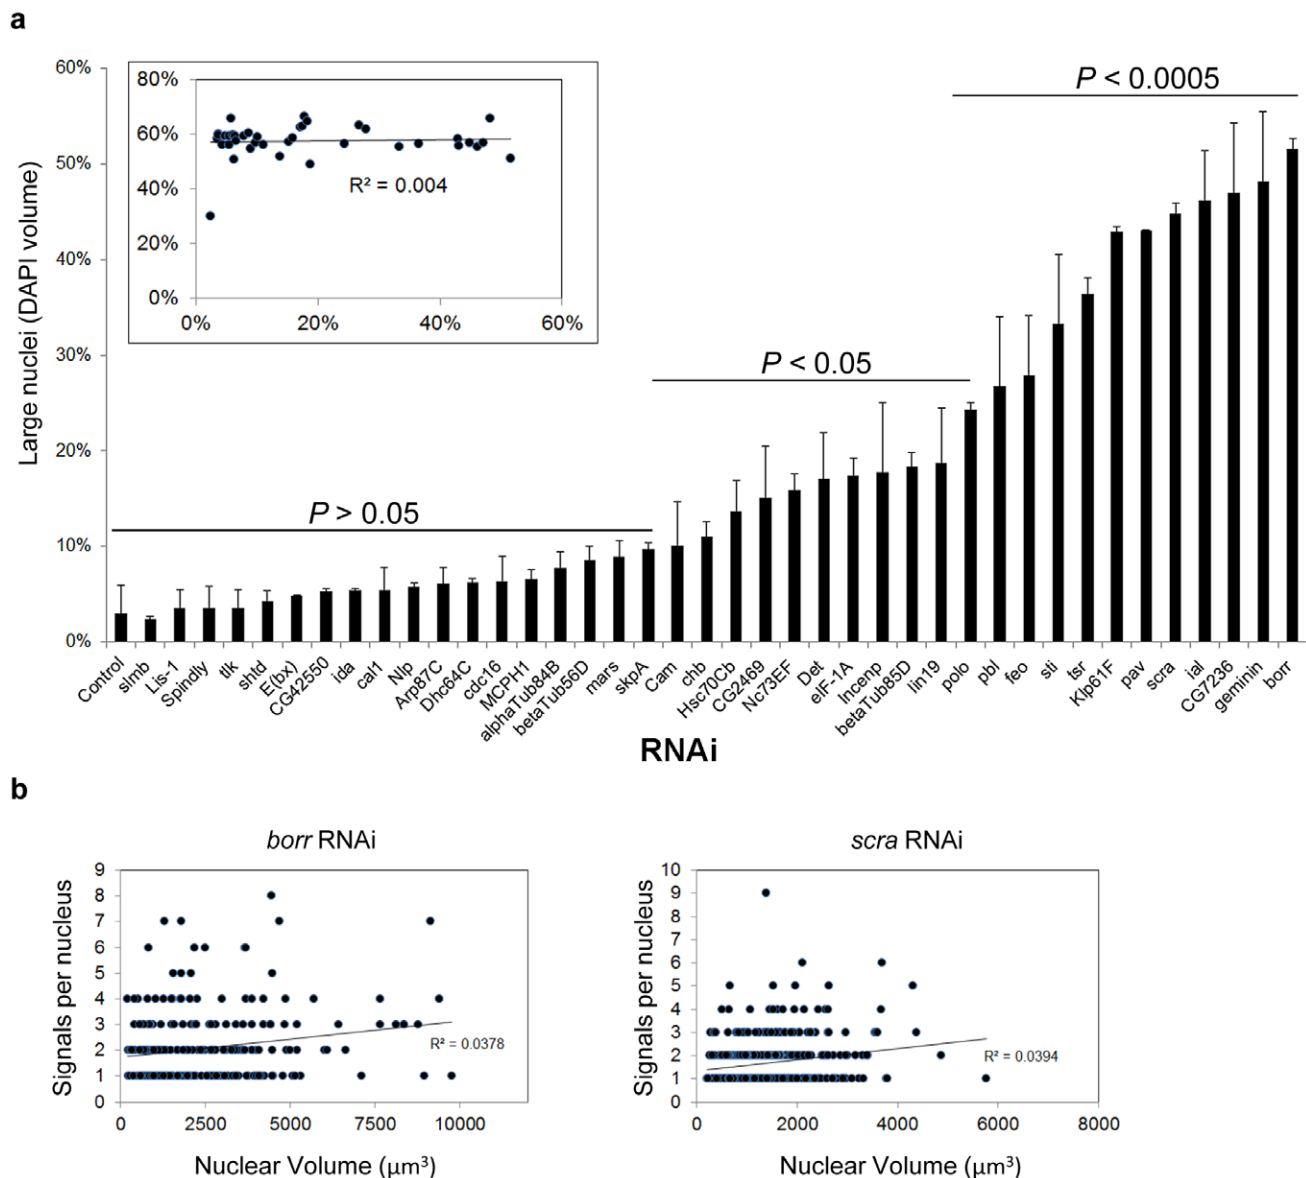 a
Large nuclei (DAPI volume)
60%
50%
40%
30%
20%
10%
0%
80%
60%
40%
20%
0%
0% 20% 40% 60%
R² = 0.004
P > 0.05
P < 0.05
P < 0.0005
Control
slmb
Lis-1
Spindly
tlk
shtd
E(bx)
CG42550
ida
cal1
Nlp
Arp87C
Dhc64C
cdc16
MCPH1
alphaTub84B
betaTub56D
mars
skpA
Cam
chb
Hsc70Cb
CG2469
Nc73EF
Det
eIF-1A
Incenp
betaTub85D
lin19
polo
pbl
feo
sti
tsr
Klp61F
pav
scra
ial
CG7236
geminin
borr
RNAi
b
borr RNAi
Signals per nucleus
9
8
7
6
5
4
3
2
1
0
R² = 0.0378
0 2500 5000 7500 10000
Nuclear Volume (µm³)
scra RNAi
Signals per nucleus
10
9
8
7
6
5
4
3
2
1
0
R² = 0.0394
0 2000 4000 6000 8000
Nuclear Volume (µm³)